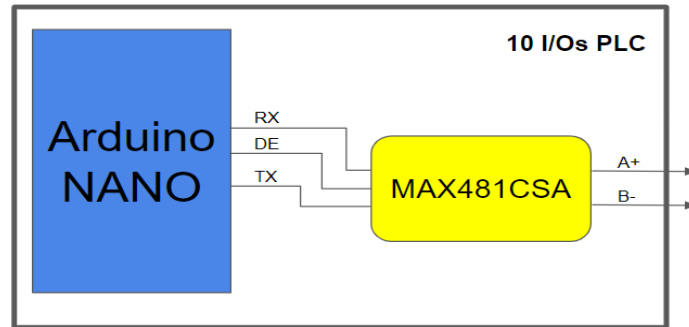 10 I/Os PLC
Arduino
NANO
RX
DE
TX
MAX481CSA
A+
B-